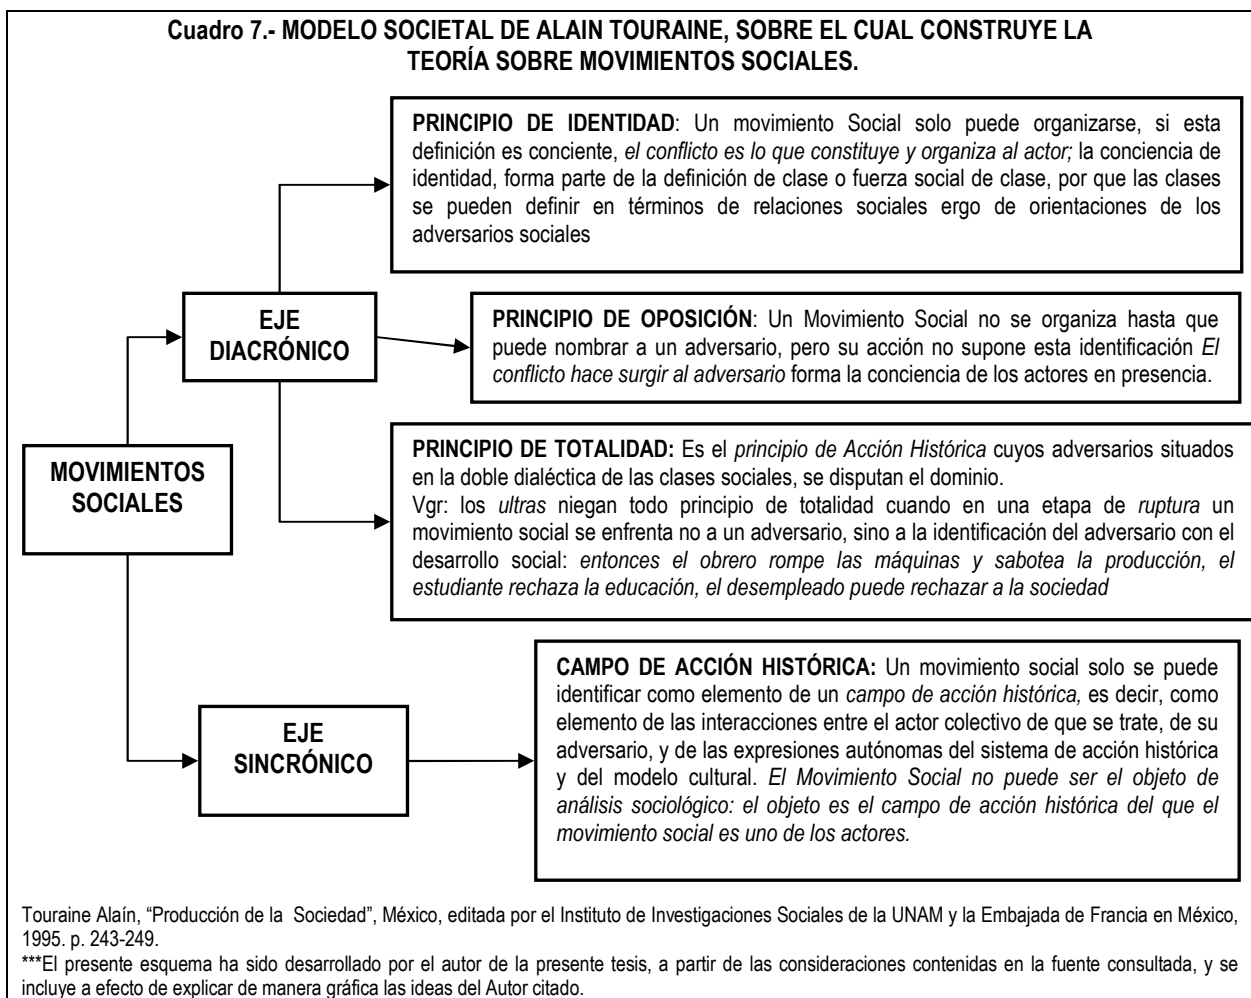 Cuadro 7.- MODELO SOCIETAL DE ALAIN TOURAINE, SOBRE EL CUAL CONSTRUYE LA
TEORÍA SOBRE MOVIMIENTOS SOCIALES.
PRINCIPIO DE IDENTIDAD: Un movimiento Social solo puede organizarse, si esta
definición es conciente, el conflicto es lo que constituye y organiza al actor; la conciencia de
identidad, forma parte de la definición de clase o fuerza social de clase, por que las clases
se pueden definir en términos de relaciones sociales ergo de orientaciones de los
adversarios sociales
EJE
DIACRÓNICO
PRINCIPIO DE OPOSICIÓN: Un Movimiento Social no se organiza hasta que
puede nombrar a un adversario, pero su acción no supone esta identificación El
conflicto hace surgir al adversario forma la conciencia de los actores en presencia.
MOVIMIENTOS
SOCIALES
PRINCIPIO DE TOTALIDAD: Es el principio de Acción Histórica cuyos adversarios situados
en la doble dialéctica de las clases sociales, se disputan el dominio.
Vgr: los ultras niegan todo principio de totalidad cuando en una etapa de ruptura un
movimiento social se enfrenta no a un adversario, sino a la identificación del adversario con el
desarrollo social: entonces el obrero rompe las máquinas y sabotea la producción, el
estudiante rechaza la educación, el desempleado puede rechazar a la sociedad
EJE
SINCRÓNICO
CAMPO DE ACCIÓN HISTÓRICA: Un movimiento social solo se puede
identificar como elemento de un campo de acción histórica, es decir, como
elemento de las interacciones entre el actor colectivo de que se trate, de su
adversario, y de las expresiones autónomas del sistema de acción histórica
y del modelo cultural. El Movimiento Social no puede ser el objeto de
análisis sociológico: el objeto es el campo de acción histórica del que el
movimiento social es uno de los actores.
Touraine Alaín, “Producción de la Sociedad”, México, editada por el Instituto de Investigaciones Sociales de la UNAM y la Embajada de Francia en México,
1995. p. 243-249.
***El presente esquema ha sido desarrollado por el autor de la presente tesis, a partir de las consideraciones contenidas en la fuente consultada, y se
incluye a efecto de explicar de manera gráfica las ideas del Autor citado.